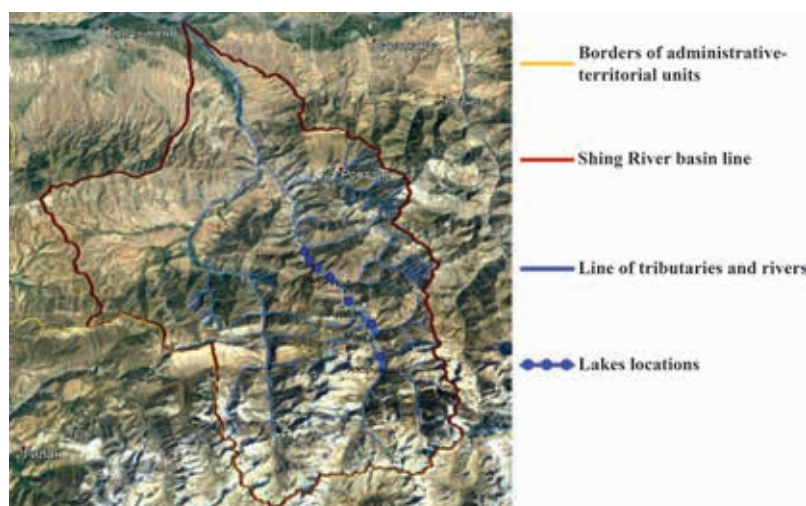 Borders of administrative-
territorial units
Shing River basin line
Line of tributaries and rivers
Lakes locations